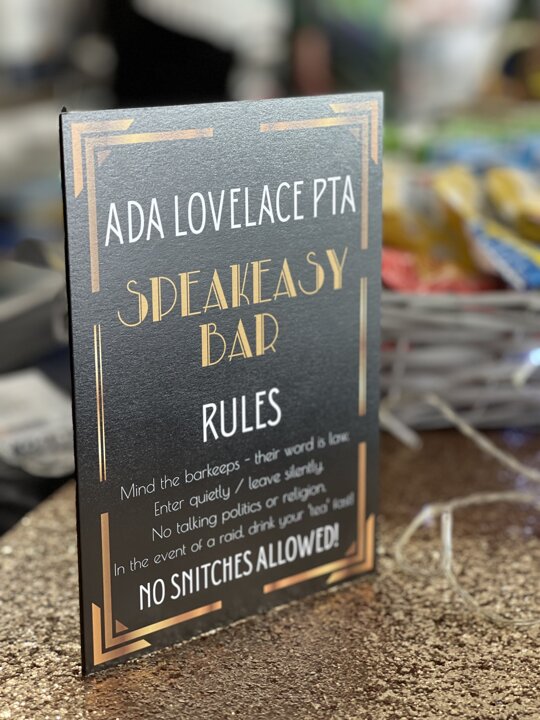 ADA LOVELACE PTA
SPEAKEASY
BAR
RULES
Mind the barkeeps - their word is law.
Enter quietly / leave silently.
No talking politics or religion.
In the event of a raid, drink your "tea" fast!
NO SNITCHES ALLOWED!